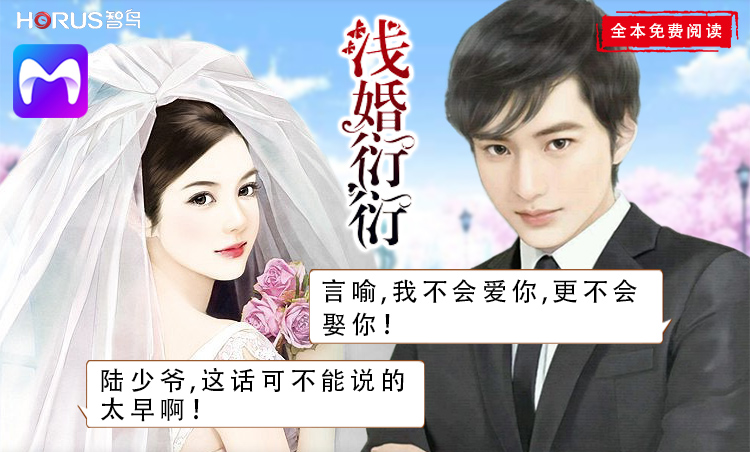 HORUS智鸟
全本免费阅读
浅婚衍衍
言喻,我不会爱你,更不会
娶你!
陆少爷,这话可不能说的
太早啊!